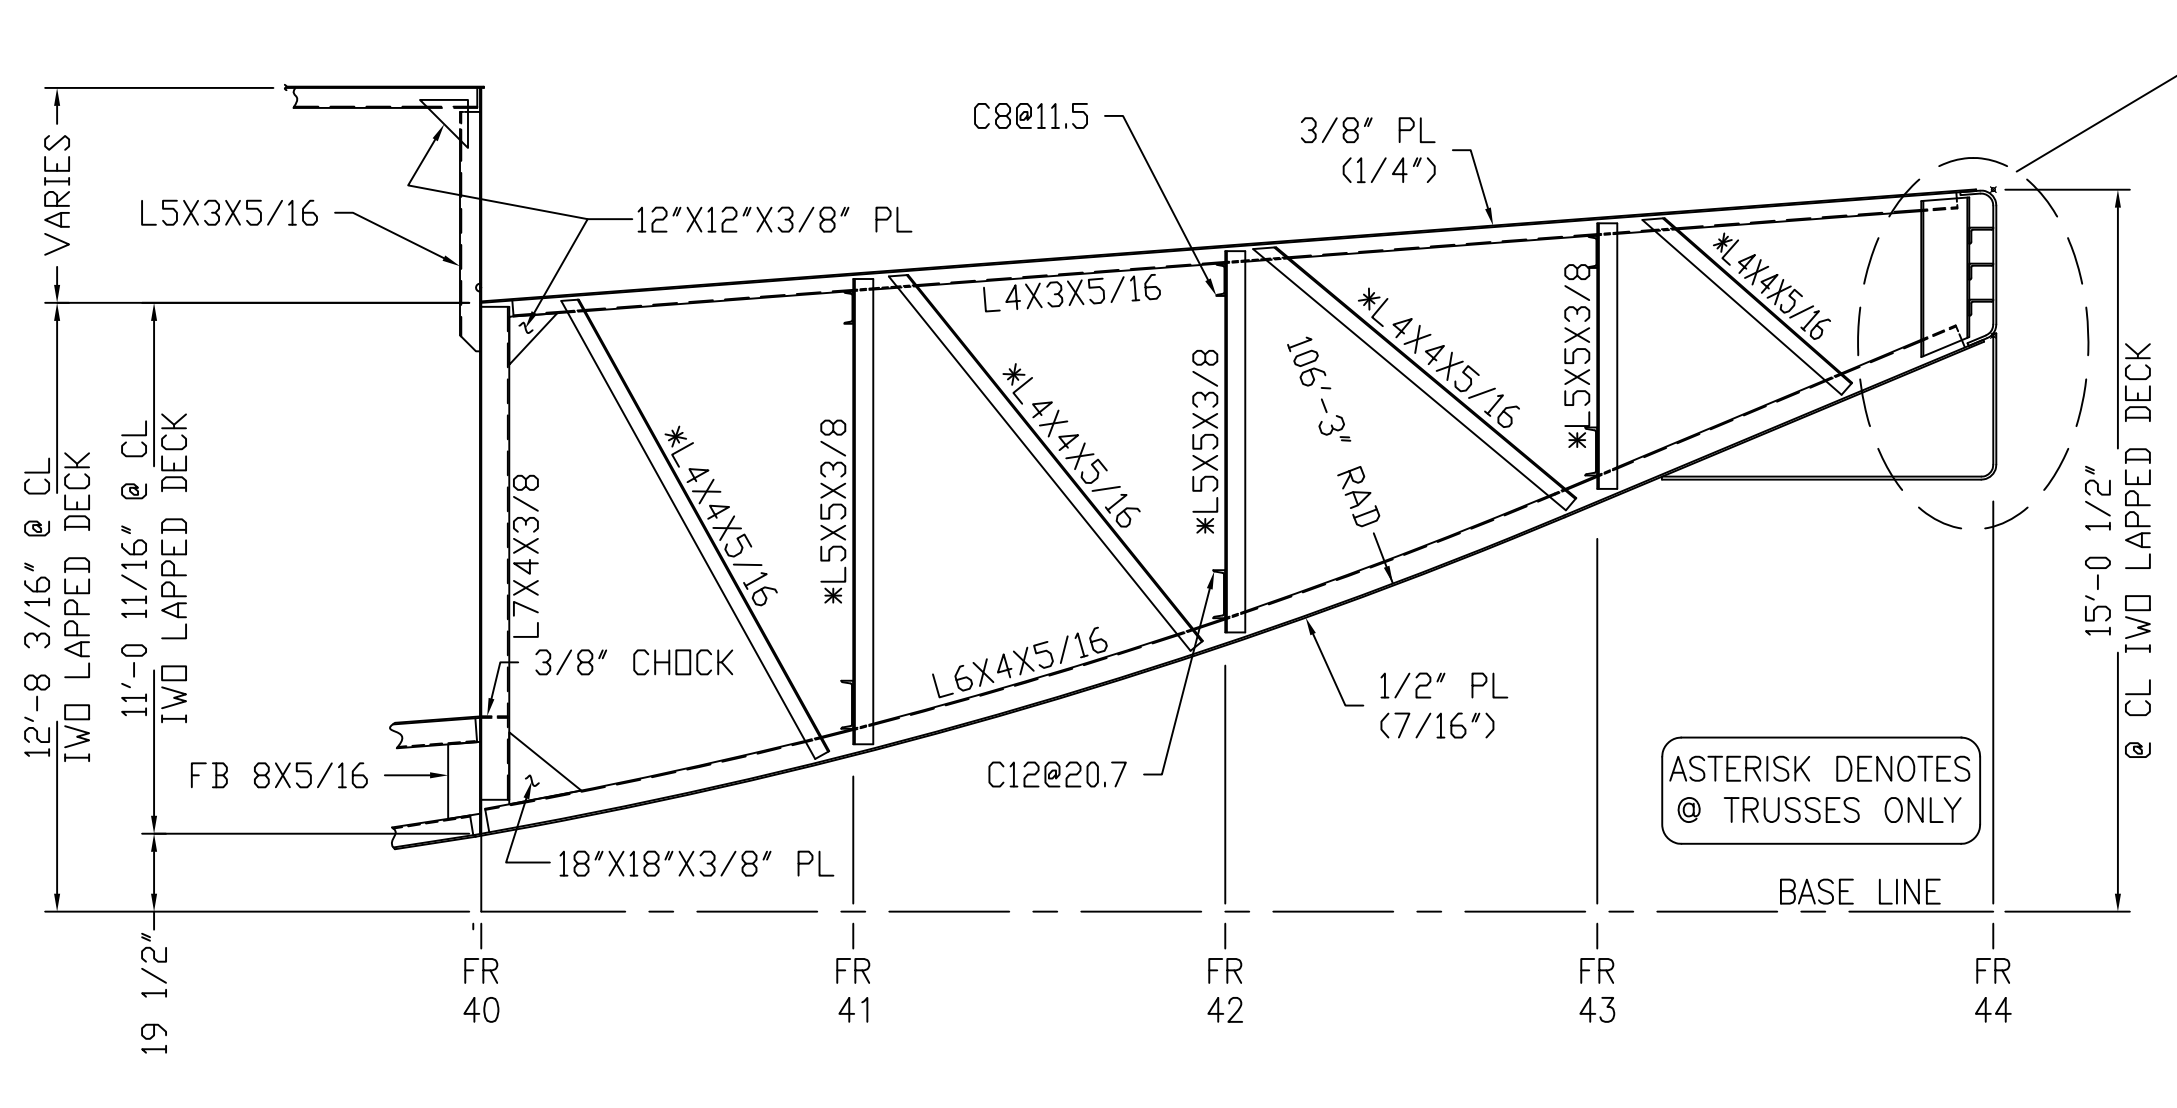 C8@11.5
3/8" PL
(1/4")
VARIES
L5X3X5/16
12"X12"X3/8" PL
*L4X4X5/16
L4X3X5/16
*L5X5X3/8
*L4X4X5/16
106'-3" RAD
*L5X5X3/8
*L4X4X5/16
*L5X5X3/8
*L4X4X5/16
L7X4X3/8
12'-8 3/16" @ CL
IWO LAPPED DECK
11'-0 11/16" @ CL
IWO LAPPED DECK
15'-0 1/2"
@ CL IWO LAPPED DECK
3/8" CHOCK
L6X4X5/16
1/2" PL
(7/16")
FB 8X5/16
C12@20.7
ASTERISK DENOTES
@ TRUSSES ONLY
18"X18"X3/8" PL
BASE LINE
19 1/2"
FR
40
FR
41
FR
42
FR
43
FR
44